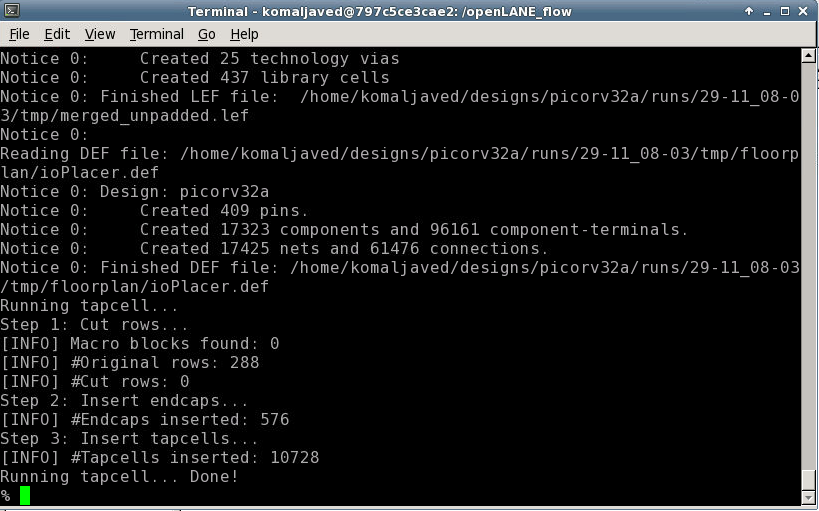 Terminal - komaljaved@797c5ce3cae2: /openLANE_flow
File Edit View Terminal Go Help
Notice 0:     Created 25 technology vias
Notice 0:     Created 437 library cells
Notice 0: Finished LEF file:  /home/komaljaved/designs/picorv32a/runs/29-11_08-0
3/tmp/merged_unpadded.lef
Notice 0:
Reading DEF file: /home/komaljaved/designs/picorv32a/runs/29-11_08-03/tmp/floorp
lan/ioPlacer.def
Notice 0: Design: picorv32a
Notice 0:     Created 409 pins.
Notice 0:     Created 17323 components and 96161 component-terminals.
Notice 0:     Created 17425 nets and 61476 connections.
Notice 0: Finished DEF file: /home/komaljaved/designs/picorv32a/runs/29-11_08-03
/tmp/floorplan/ioPlacer.def
Running tapcell...
Step 1: Cut rows...
[INFO] Macro blocks found: 0
[INFO] #Original rows: 288
[INFO] #Cut rows: 0
Step 2: Insert endcaps...
[INFO] #Endcaps inserted: 576
Step 3: Insert tapcells...
[INFO] #Tapcells inserted: 10728
Running tapcell... Done!
%